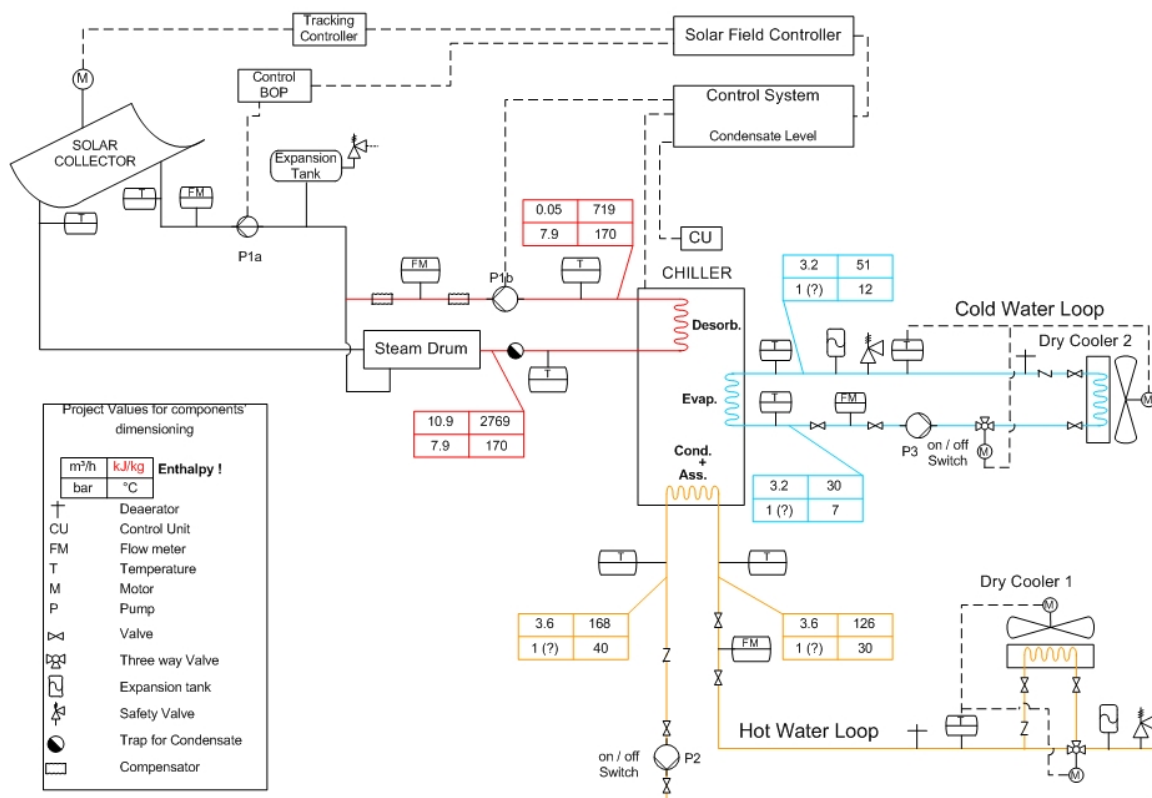 Tracking
Controller
Solar Field Controller
M
Control
BOP
Control System
Condensate Level
SOLAR
COLLECTOR
Expansion
Tank
T
FM
T
P1a
0.05 719
7.9 170
CU
FM
P1b
T
CHILLER
3.2 51
1 (?) 12
Cold Water Loop
Desorb.
Steam Drum
T
T
T
Dry Cooler 2
Evap.
T
FM
M
P3
on / off
Switch
M
10.9 2769
7.9 170
Cond.
+
Ass.
3.2 30
1 (?) 7
Project Values for components'
dimensioning
m³/h kJ/kg Enthalpy !
bar °C
Deaerator
CU Control Unit
FM Flow meter
T Temperature
M Motor
P Pump
Valve
Three way Valve
Expansion tank
Safety Valve
Trap for Condensate
Compensator
T
T
Dry Cooler 1
M
3.6 168
1 (?) 40
3.6 126
1 (?) 30
FM
Hot Water Loop
T
on / off
Switch
P2
M